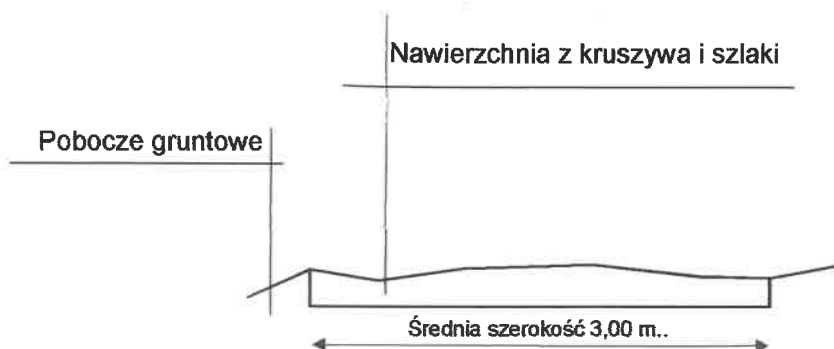 Nawierzchnia z kruszywa i szlaki
Pobocze gruntowe
Średnia szerokość 3,00 m..